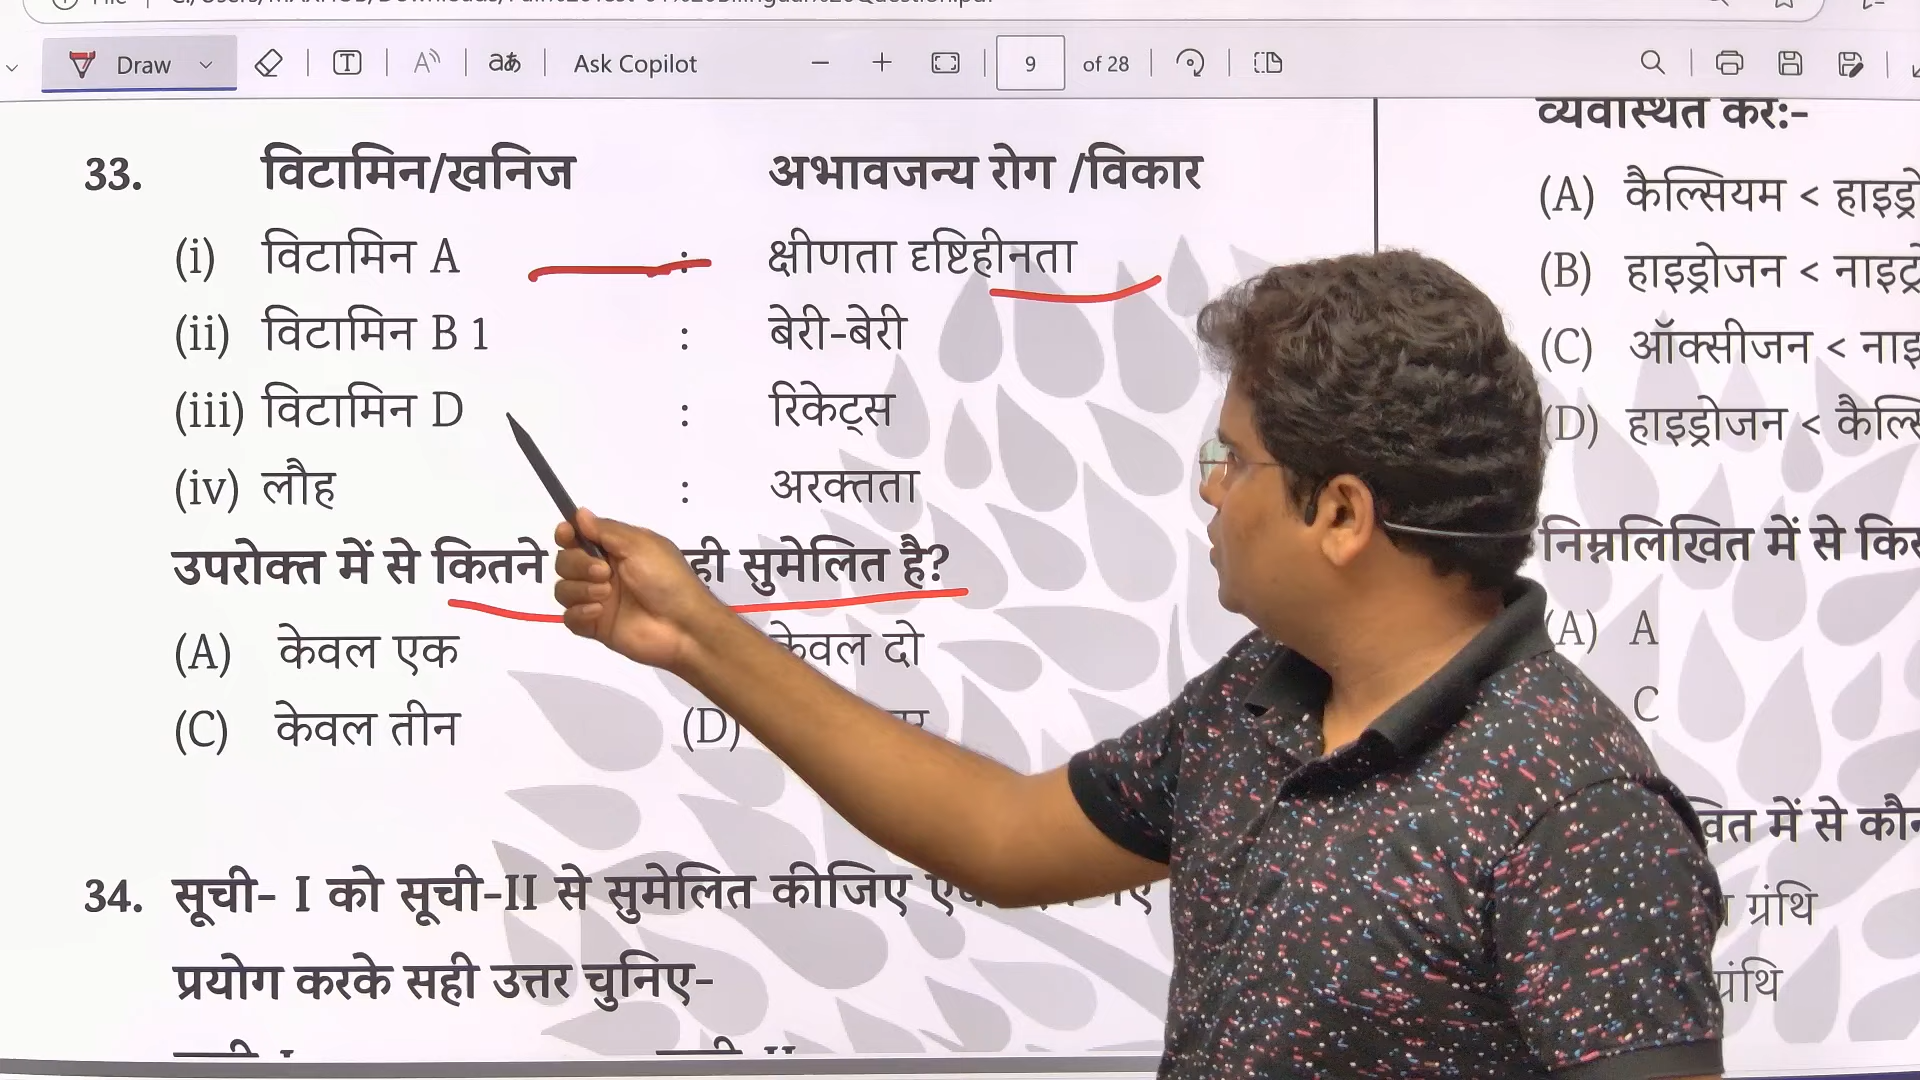 Draw
Ask Copilot
9
of 28
33. विटामिन/खनिज अभावजन्य रोग /विकार
(i) विटामिन A : क्षीणता दृष्टिहीनता
(ii) विटामिन B 1 : बेरी-बेरी
(iii) विटामिन D : रिकेट्स
(iv) लौह : अरक्तता
उपरोक्त में से कितने ही सुमेलित है?
(A) केवल एक केवल दो
(C) केवल तीन (D)
34. सूची- I को सूची-II से सुमेलित कीजिए
प्रयोग करके सही उत्तर चुनिए-
व्यवस्थित करें:-
(A) कैल्सियम <
(B) हाइड्रोजन <
(C) ऑक्सीजन <
(D) हाइड्रोजन <
निम्नलिखित में से
(A) A
C
में से
ग्रंथि
ग्रंथि